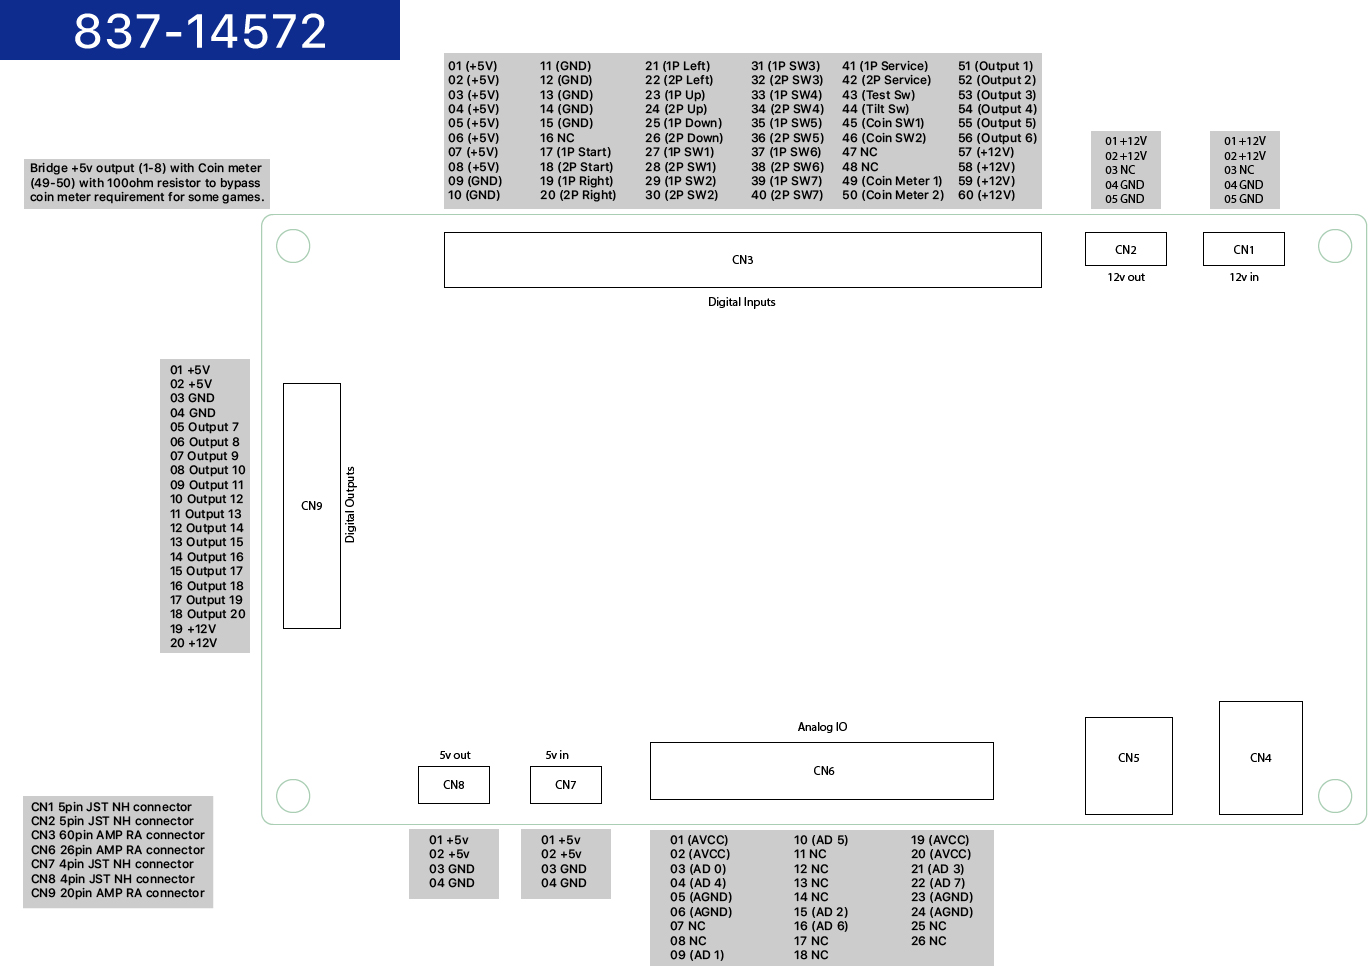 837-14572
01 (+5V)
02 (+5V)
03 (+5V)
04 (+5V)
05 (+5V)
06 (+5V)
07 (+5V)
08 (+5V)
09 (GND)
10 (GND)
11 (GND)
12 (GND)
13 (GND)
14 (GND)
15 (GND)
16 NC
17 (1P Start)
18 (2P Start)
19 (1P Right)
20 (2P Right)
21 (1P Left)
22 (2P Left)
23 (1P Up)
24 (2P Up)
25 (1P Down)
26 (2P Down)
27 (1P SW1)
28 (2P SW1)
29 (1P SW2)
30 (2P SW2)
31 (1P SW3)
32 (2P SW3)
33 (1P SW4)
34 (2P SW4)
35 (1P SW5)
36 (2P SW5)
37 (1P SW6)
38 (2P SW6)
39 (1P SW7)
40 (2P SW7)
41 (1P Service)
42 (2P Service)
43 (Test Sw)
44 (Tilt Sw)
45 (Coin SW1)
46 (Coin SW2)
47 NC
48 NC
49 (Coin Meter 1)
50 (Coin Meter 2)
51 (Output 1)
52 (Output 2)
53 (Output 3)
54 (Output 4)
55 (Output 5)
56 (Output 6)
57 (+12V)
58 (+12V)
59 (+12V)
60 (+12V)
01 +12V
02 +12V
03 NC
04 GND
05 GND
01 +12V
02 +12V
03 NC
04 GND
05 GND
Bridge +5v output (1-8) with Coin meter
(49-50) with 100ohm resistor to bypass
coin meter requirement for some games.
CN3
Digital Inputs
CN2
12v out
CN1
12v in
01 +5V
02 +5V
03 GND
04 GND
05 Output 7
06 Output 8
07 Output 9
08 Output 10
09 Output 11
10 Output 12
11 Output 13
12 Output 14
13 Output 15
14 Output 16
15 Output 17
16 Output 18
17 Output 19
18 Output 20
19 +12V
20 +12V
CN9
Digital Outputs
5v out
CN8
5v in
CN7
Analog IO
CN6
CN5
CN4
CN1 5pin JST NH connector
CN2 5pin JST NH connector
CN3 60pin AMP RA connector
CN6 26pin AMP RA connector
CN7 4pin JST NH connector
CN8 4pin JST NH connector
CN9 20pin AMP RA connector
01 +5v
02 +5v
03 GND
04 GND
01 +5v
02 +5v
03 GND
04 GND
01 (AVCC)
02 (AVCC)
03 (AD 0)
04 (AD 4)
05 (AGND)
06 (AGND)
07 NC
08 NC
09 (AD 1)
10 (AD 5)
11 NC
12 NC
13 NC
14 NC
15 (AD 2)
16 (AD 6)
17 NC
18 NC
19 (AVCC)
20 (AVCC)
21 (AD 3)
22 (AD 7)
23 (AGND)
24 (AGND)
25 NC
26 NC